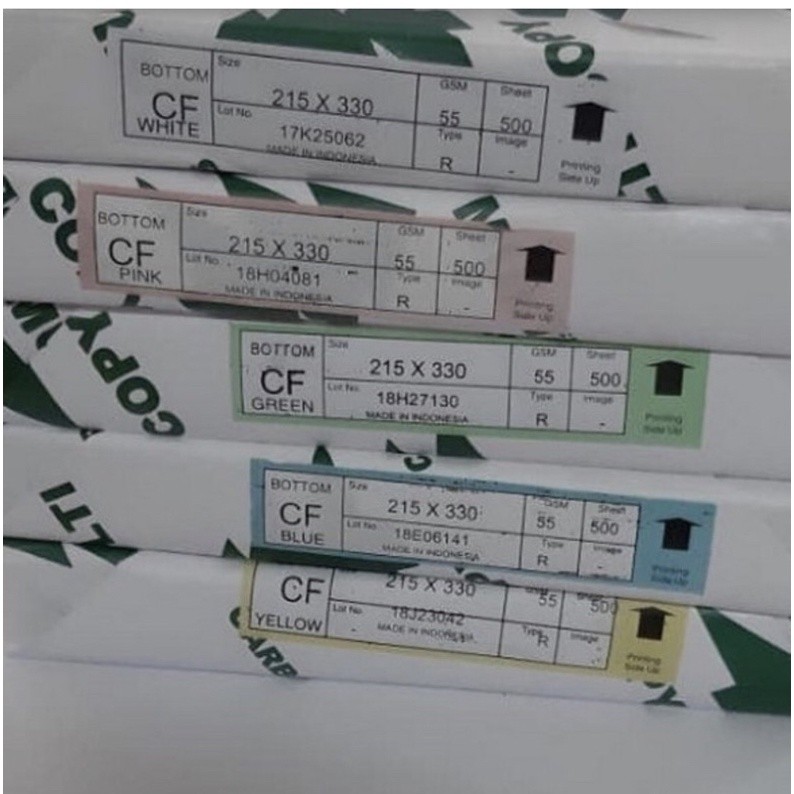 COPY
BOTTOM
CF
WHITE
Size
215 X 330
GSM
55
Sheet
500
Lot No.
17K25062
MADE IN INDONESIA
Type
R
Image
-
Printing
Side Up
BOTTOM
CF
PINK
Size
215 X 330
GSM
55
Sheet
500
Lot No.
18H04081
MADE IN INDONESIA
Type
R
Image
-
Printing
Side Up
BOTTOM
CF
GREEN
Size
215 X 330
GSM
55
Sheet
500
Lot No.
18H27130
MADE IN INDONESIA
Type
R
Image
-
Printing
Side Up
COPY
BOTTOM
CF
BLUE
Size
215 X 330
GSM
55
Sheet
500
Lot No.
18E06141
MADE IN INDONESIA
Type
R
Image
-
Printing
Side Up
LTI
CF
YELLOW
215 X 330
55
Sheet
500
Lot No.
18J23042
MADE IN INDONESIA
Type
R
Image
-
Printing
Side Up
CARB